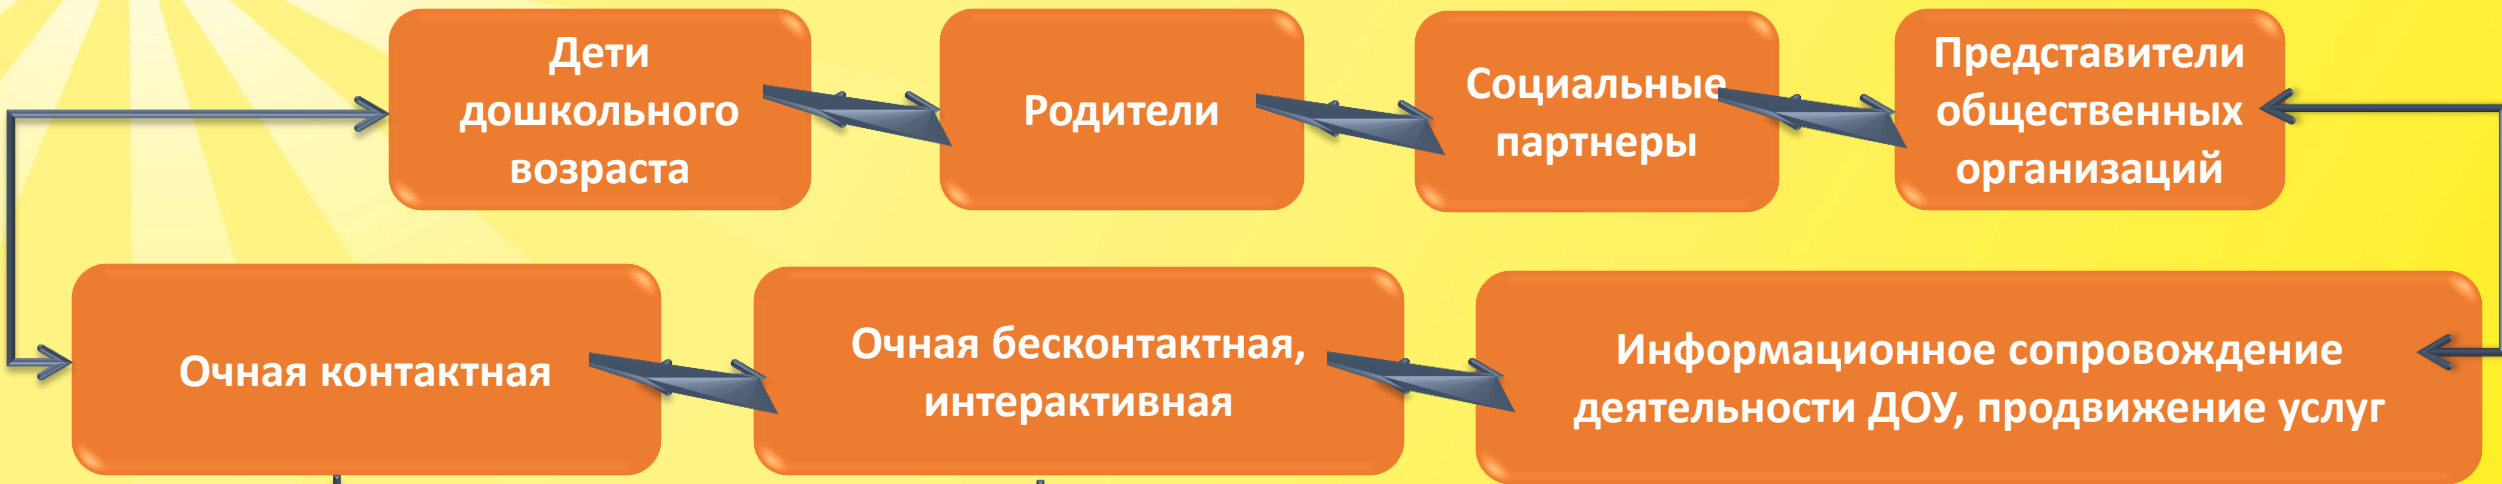 Дети
дошкольного
возраста
Родители
Социальные
партнеры
Представители
общественных
организаций
Очная контактная
Очная бесконтактная,
интерактивная
Информационное сопровождение
деятельности ДОУ, продвижение услуг